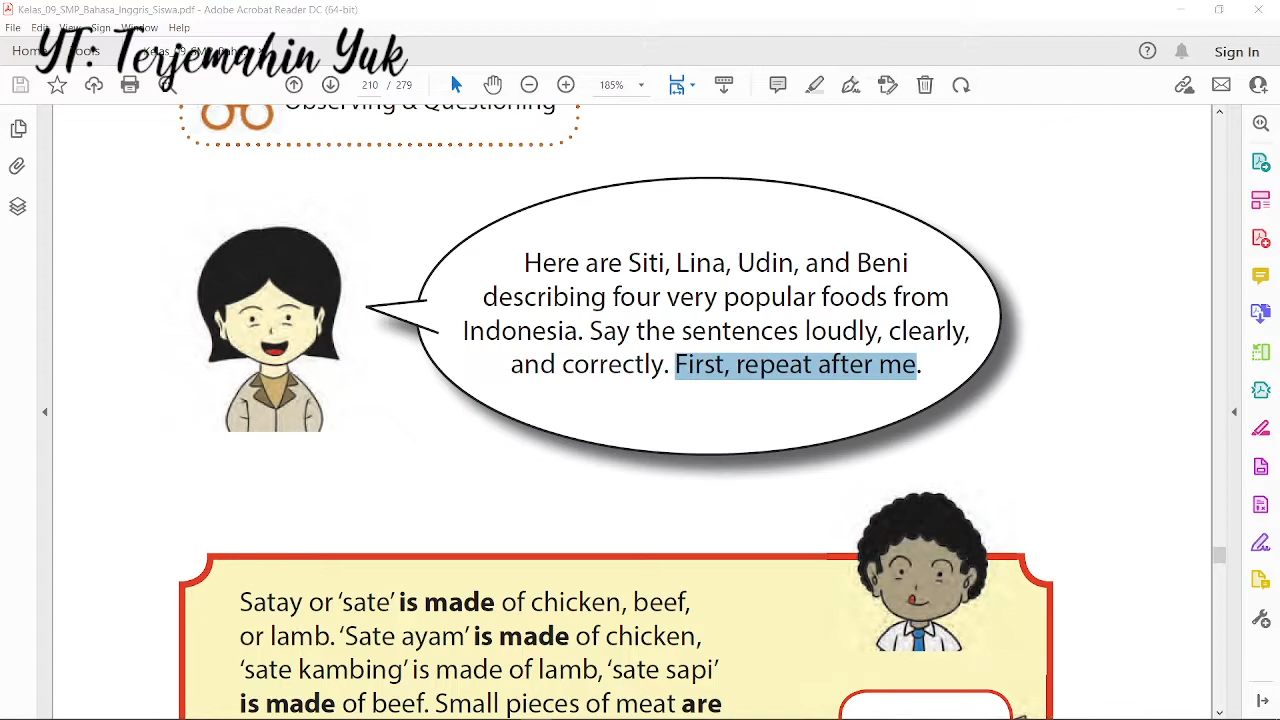 Kelas_09_SMP_Bahasa_Inggris_Siswa.pdf - Adobe Acrobat Reader DC (64-bit)
File Edit View Sign Window Help
YT: Terjemahin Yuk
Home Tools
Sign In
210 / 279
185%
Observing & Questioning
Here are Siti, Lina, Udin, and Beni
describing four very popular foods from
Indonesia. Say the sentences loudly, clearly,
and correctly. First, repeat after me.
Satay or ‘sate’ is made of chicken, beef,
or lamb. ‘Sate ayam’ is made of chicken,
‘sate kambing’ is made of lamb, ‘sate sapi’
is made of beef. Small pieces of meat are